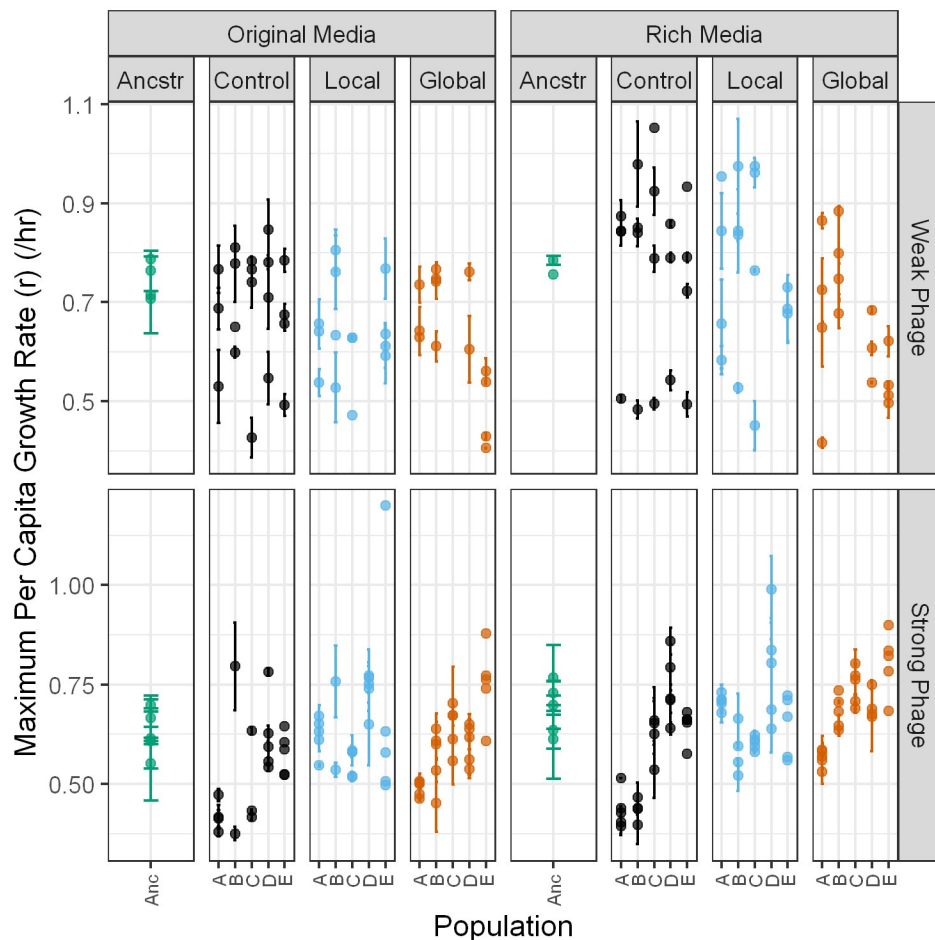 Original Media Rich Media
Ancstr Control Local Global Ancstr Control Local Global
Maximum Per Capita Growth Rate (r) (/hr)
1.1
0.9
0.7
0.5
Weak Phage
1.00
0.75
0.50
Strong Phage
Anc A B C D E A B C D E A B C D E Anc A B C D E A B C D E A B C D E
Population